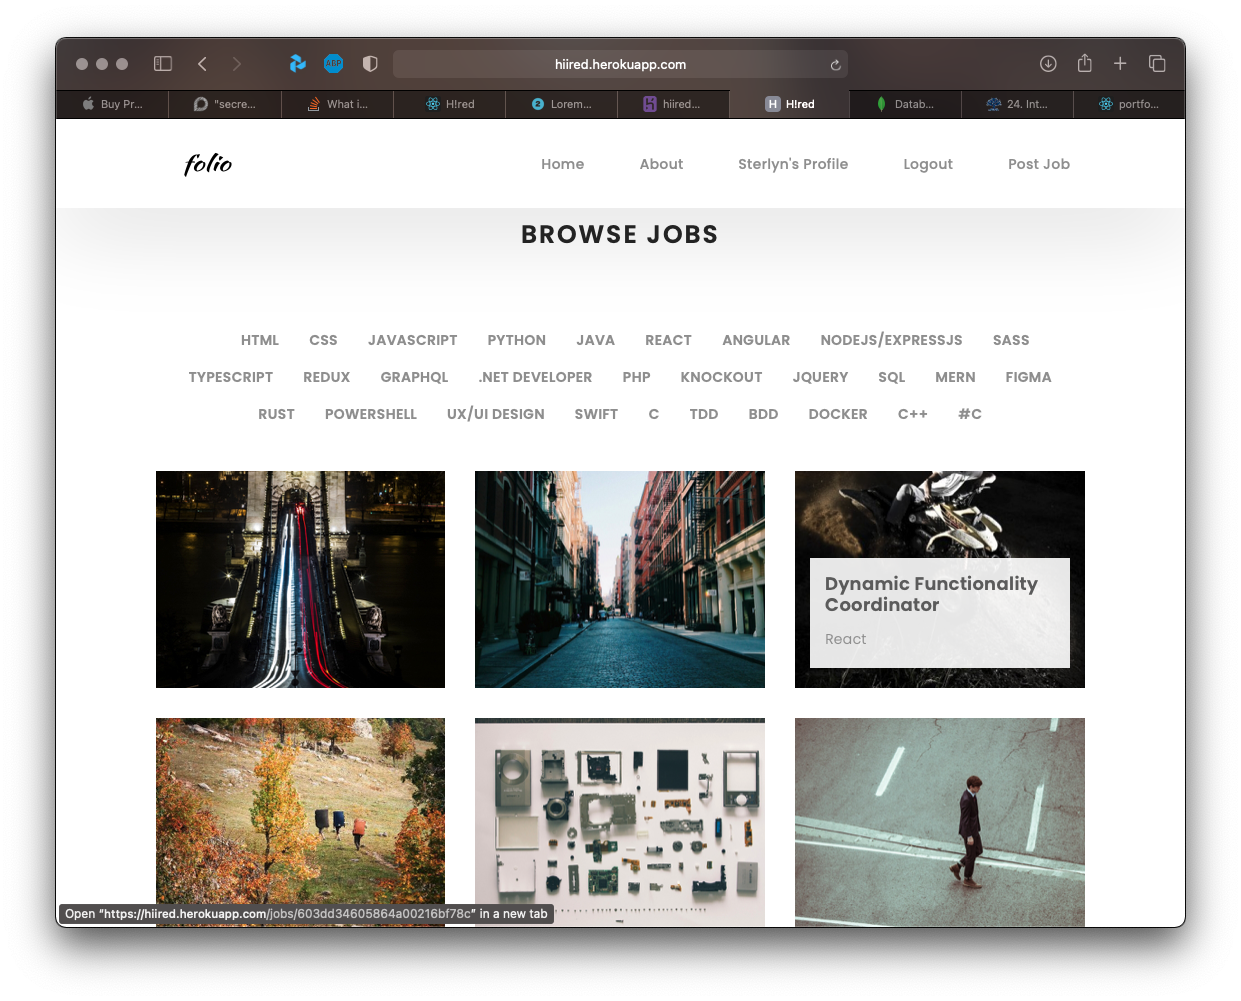 hiired.herokuapp.com
ABP
Buy Pr...
"secre...
What i...
H!red
2 Lorem...
hiired...
H H!red
Datab...
24. Int...
portfo...
folio
Home About Sterlyn's Profile Logout Post Job
BROWSE JOBS
HTML CSS JAVASCRIPT PYTHON JAVA REACT ANGULAR NODEJS/EXPRESSJS SASS
TYPESCRIPT REDUX GRAPHQL .NET DEVELOPER PHP KNOCKOUT JQUERY SQL MERN FIGMA
RUST POWERSHELL UX/UI DESIGN SWIFT C TDD BDD DOCKER C++ #C
Dynamic Functionality
Coordinator
React
Open "https://hiired.herokuapp.com/jobs/603dd34605864a00216bf78c" in a new tab